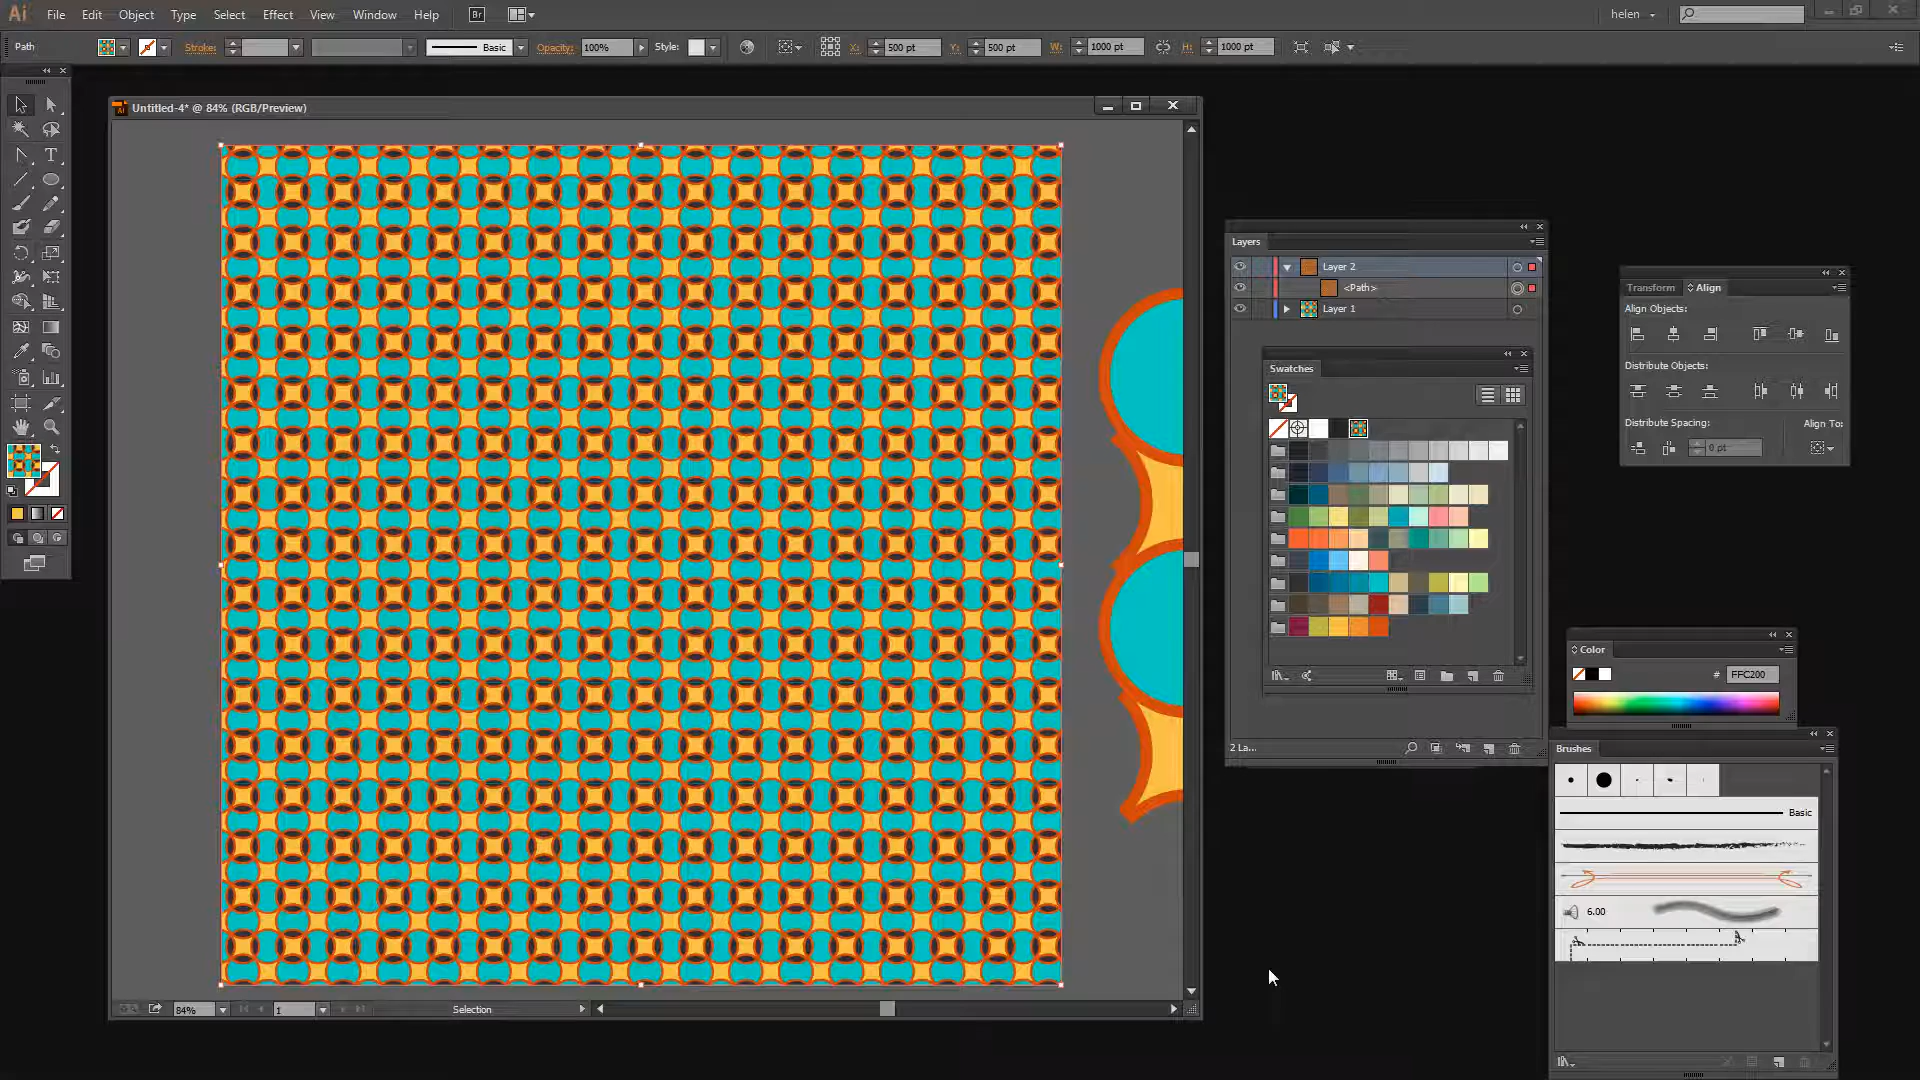 Ai File Edit Object Type Select Effect View Window Help Br helen
Path Stroke: Basic Opacity: 100% Style: X: 500 pt Y: 500 pt W: 1000 pt H: 1000 pt
Untitled-4* @ 84% (RGB/Preview)
Layers
Layer 2
<Path>
Layer 1
Transform Align
Align Objects:
Distribute Objects:
Distribute Spacing: Align To:
0 pt
Swatches
Color
# FFC200
Brushes
2 La...
Basic
6.00
84% 1 Selection